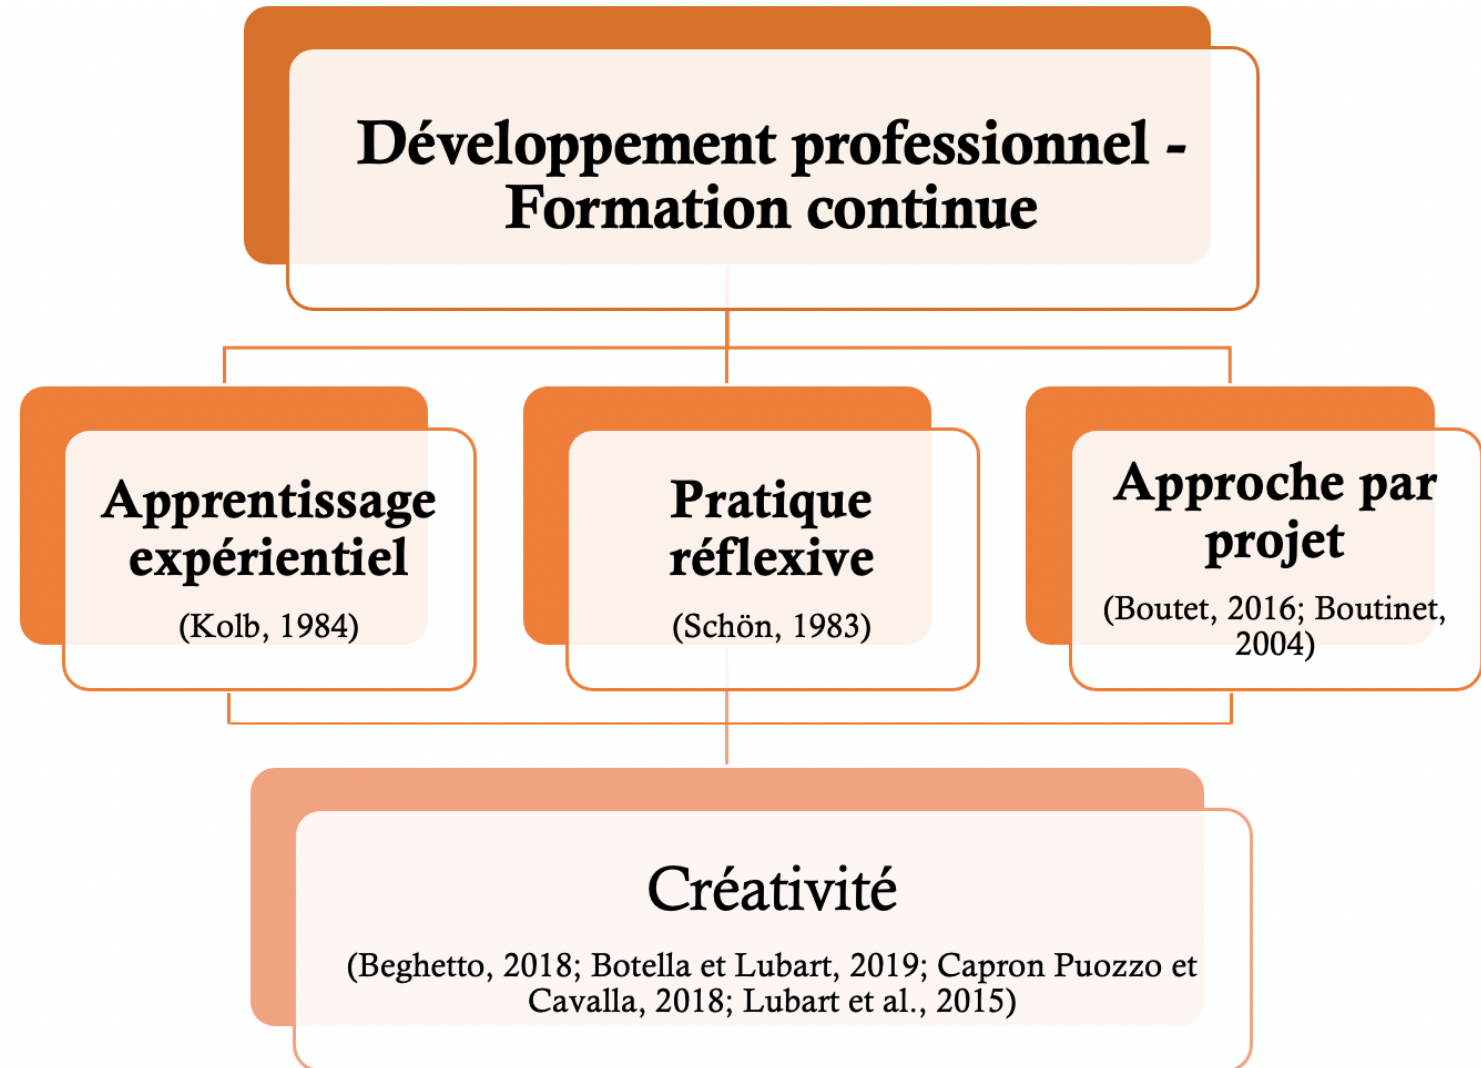 Développement professionnel -
Formation continue
Apprentissage
expérientiel
(Kolb, 1984)
Pratique
réflexive
(Schön, 1983)
Approche par
projet
(Boutet, 2016; Boutinet,
2004)
Créativité
(Beghetto, 2018; Botella et Lubart, 2019; Capron Puozzo et
Cavalla, 2018; Lubart et al., 2015)